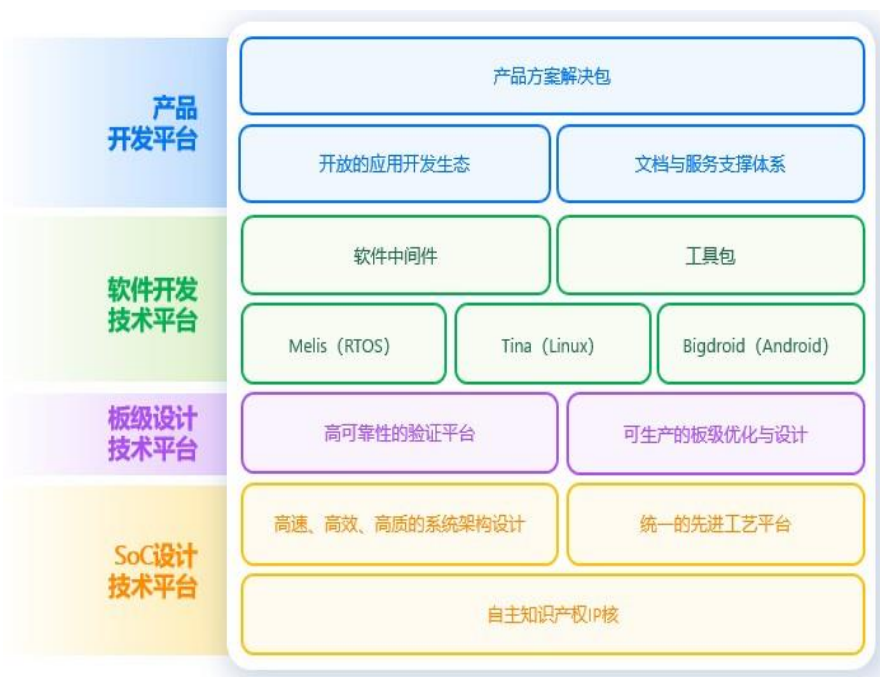 产品
开发平台
产品方案解决包
开放的应用开发生态
文档与服务支撑体系
软件开发
技术平台
软件中间件
工具包
Melis（RTOS）
Tina（Linux）
Bigdroid（Android）
板级设计
技术平台
高可靠性的验证平台
可生产的板级优化与设计
SoC设计
技术平台
高速、高效、高质的系统架构设计
统一的先进工艺平台
自主知识产权IP核